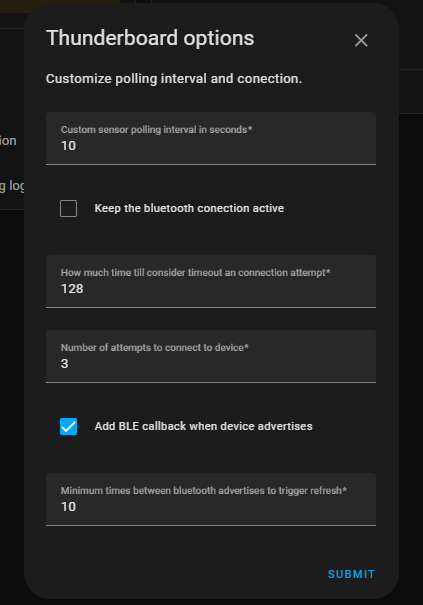 Thunderboard options
Customize polling interval and conection.
Custom sensor polling interval in seconds*
10
ion
Keep the bluetooth conection active
g log
How much time till consider timeout an connection attempt*
128
Number of attempts to connect to device*
3
Add BLE callback when device advertises
Minimum times between bluetooth advertises to trigger refresh*
10
SUBMIT